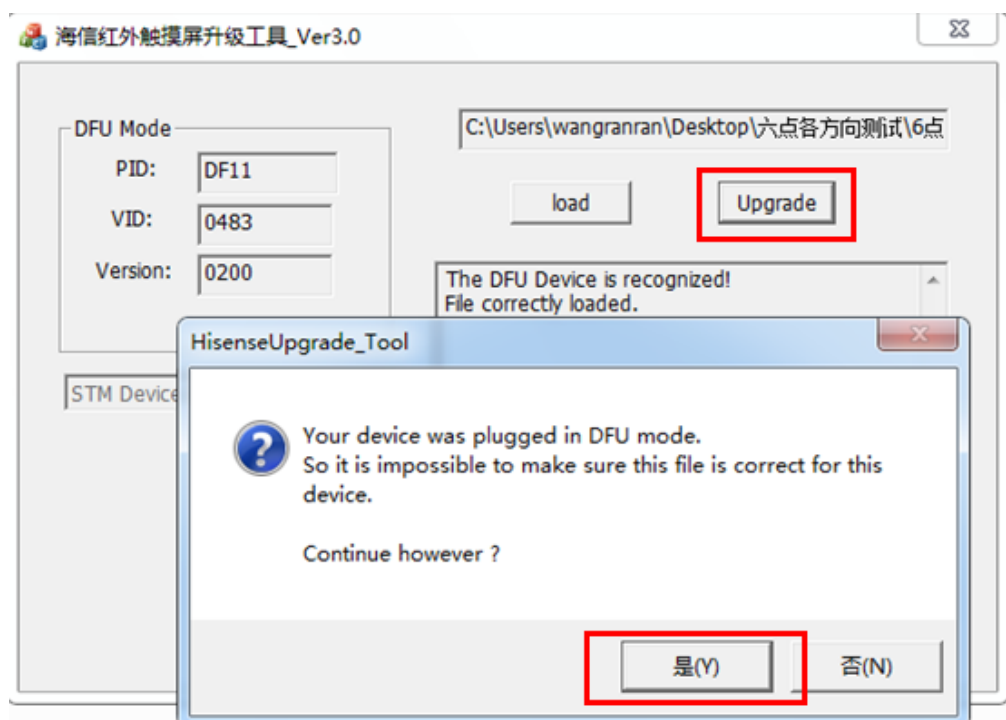 海信红外触摸屏升级工具_Ver3.0
DFU Mode
PID: DF11
VID: 0483
Version: 0200
C:\Users\wangranran\Desktop\六点各方向测试\6点
load
Upgrade
The DFU Device is recognized!
File correctly loaded.
STM Device
HisenseUpgrade_Tool
Your device was plugged in DFU mode.
So it is impossible to make sure this file is correct for this
device.
Continue however ?
是(Y)
否(N)